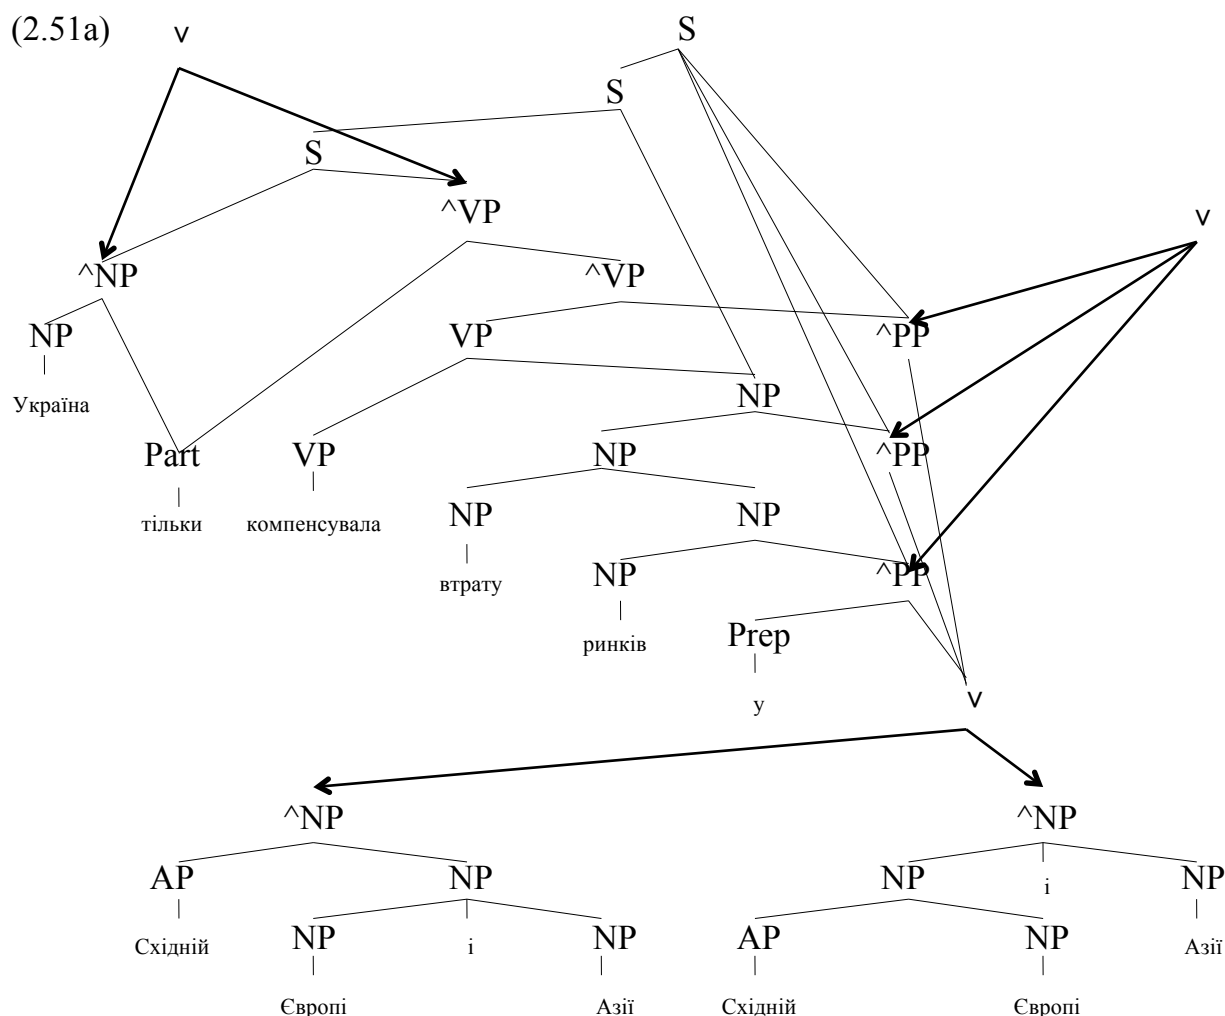 (2.51a) ∨ S
S
S
^VP
∨
^NP ^VP
NP VP ^PP
Україна NP
Part VP NP ^PP
тільки компенсувала NP NP
втрату NP ^PP
ринків Prep
у ∨
^NP ^NP
AP NP NP і NP
Східній NP і NP AP NP Азії
Європі Азії Східній Європі